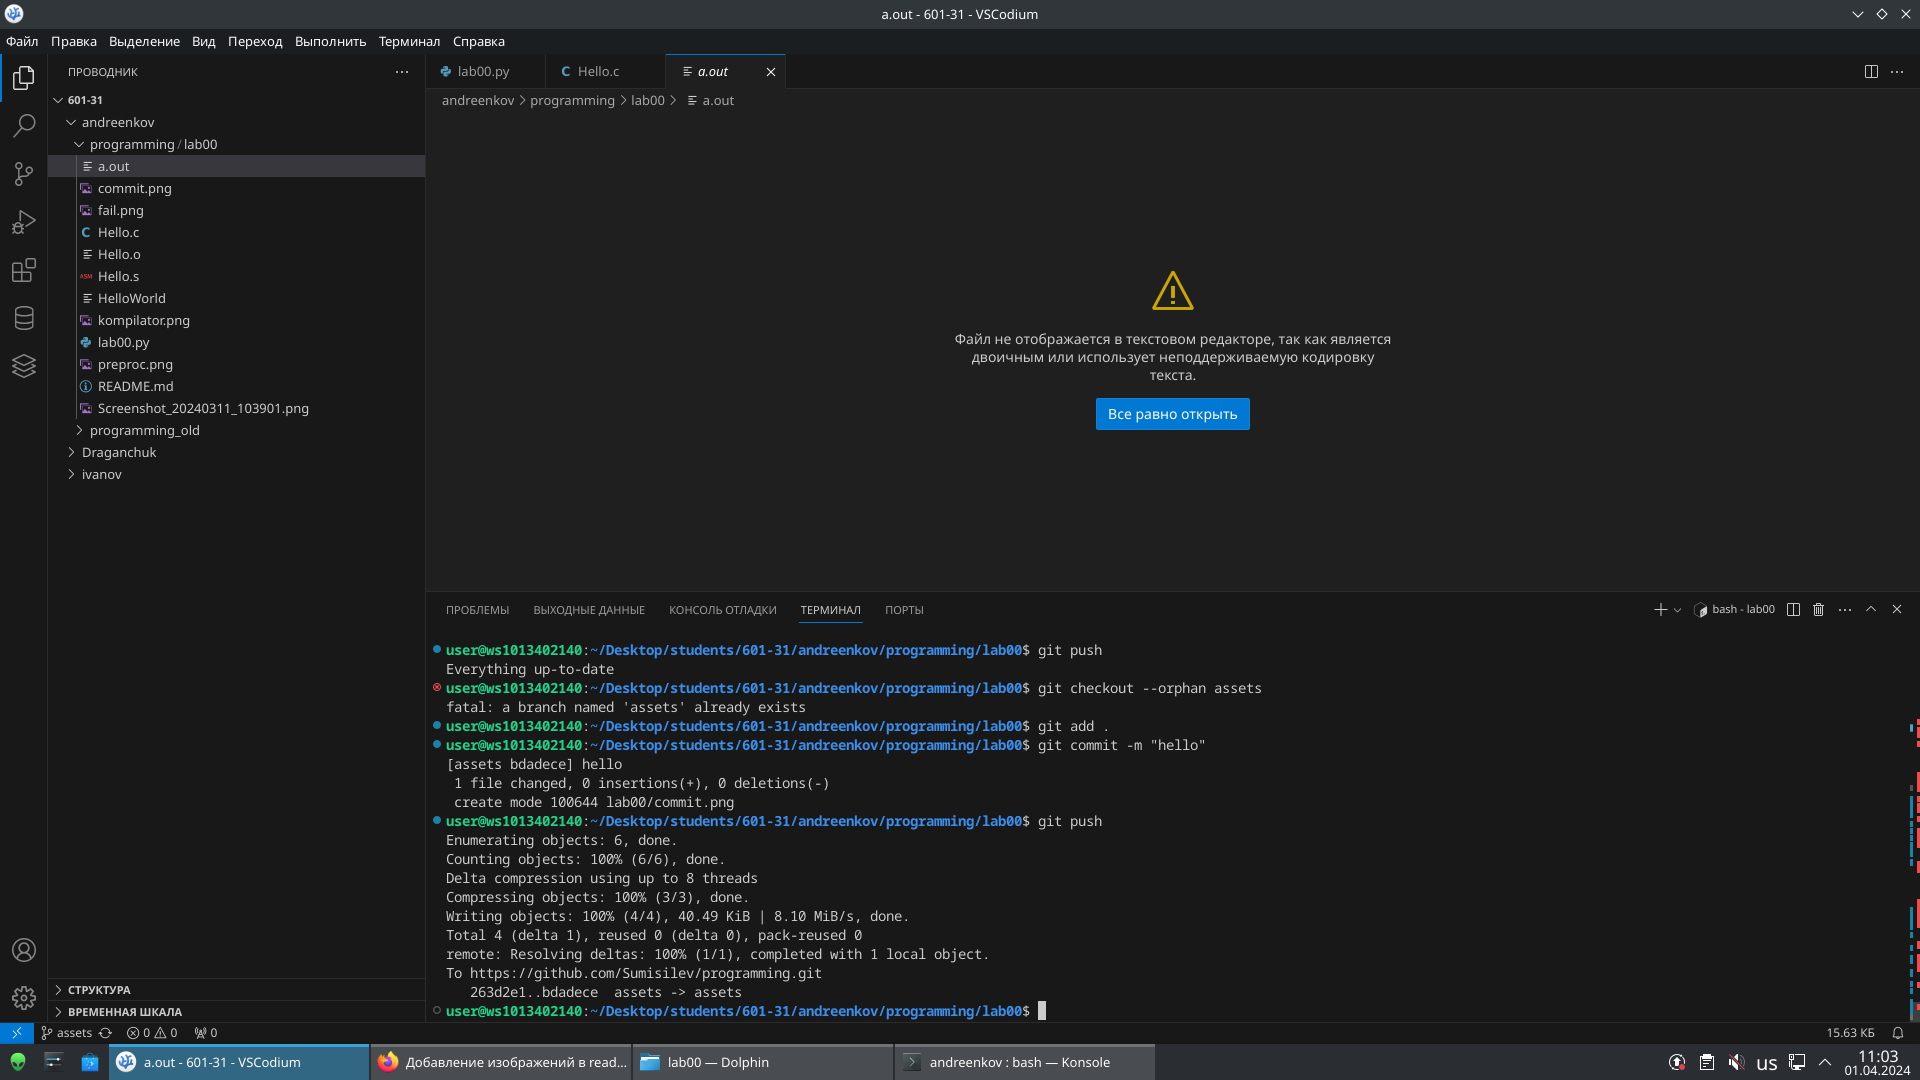 a.out - 601-31 - VSCodium
Файл Правка Выделение Вид Переход Выполнить Терминал Справка
ПРОВОДНИК
601-31
andreenkov
programming / lab00
a.out
commit.png
fail.png
C Hello.c
Hello.o
ASM Hello.s
HelloWorld
kompilator.png
lab00.py
preproc.png
README.md
Screenshot_20240311_103901.png
programming_old
Draganchuk
ivanov
СТРУКТУРА
ВРЕМЕННАЯ ШКАЛА
lab00.py C Hello.c a.out
andreenkov > programming > lab00 > a.out
Файл не отображается в текстовом редакторе, так как является
двоичным или использует неподдерживаемую кодировку
текста.
Все равно открыть
ПРОБЛЕМЫ ВЫХОДНЫЕ ДАННЫЕ КОНСОЛЬ ОТЛАДКИ ТЕРМИНАЛ ПОРТЫ
bash - lab00
user@ws1013402140:~/Desktop/students/601-31/andreenkov/programming/lab00$ git push
Everything up-to-date
user@ws1013402140:~/Desktop/students/601-31/andreenkov/programming/lab00$ git checkout --orphan assets
fatal: a branch named 'assets' already exists
user@ws1013402140:~/Desktop/students/601-31/andreenkov/programming/lab00$ git add .
user@ws1013402140:~/Desktop/students/601-31/andreenkov/programming/lab00$ git commit -m "hello"
[assets bdadece] hello
1 file changed, 0 insertions(+), 0 deletions(-)
create mode 100644 lab00/commit.png
user@ws1013402140:~/Desktop/students/601-31/andreenkov/programming/lab00$ git push
Enumerating objects: 6, done.
Counting objects: 100% (6/6), done.
Delta compression using up to 8 threads
Compressing objects: 100% (3/3), done.
Writing objects: 100% (4/4), 40.49 KiB | 8.10 MiB/s, done.
Total 4 (delta 1), reused 0 (delta 0), pack-reused 0
remote: Resolving deltas: 100% (1/1), completed with 1 local object.
To https://github.com/Sumisilev/programming.git
263d2e1..bdadece assets -> assets
user@ws1013402140:~/Desktop/students/601-31/andreenkov/programming/lab00$
assets 0 0 0 15.63 КБ
a.out - 601-31 - VSCodium Добавление изображений в read... lab00 — Dolphin andreenkov : bash — Konsole us 11:03
01.04.2024